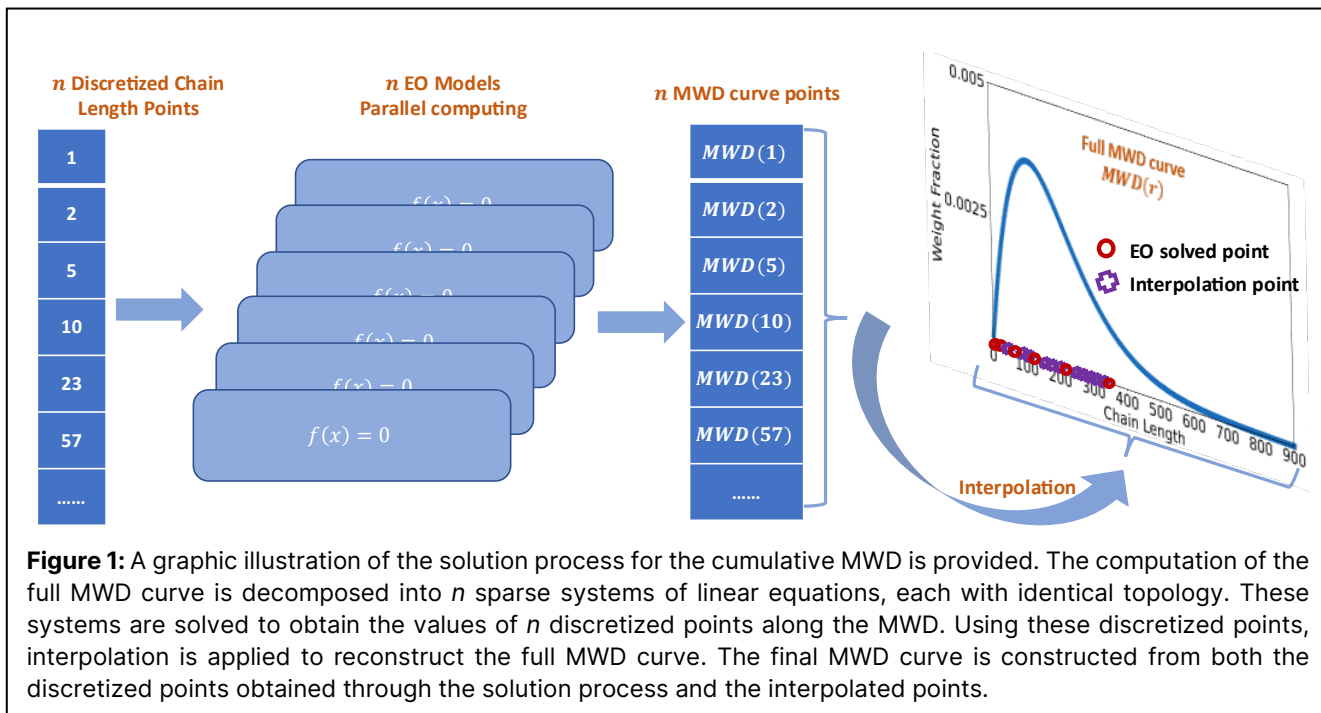 n Discretized Chain
Length Points
1
2
5
10
23
57
......
n EO Models
Parallel computing
f(x) = 0
f(x) = 0
f(x) = 0
f(x) = 0
f(x) = 0
f(x) = 0
n MWD curve points
MWD(1)
MWD(2)
MWD(5)
MWD(10)
MWD(23)
MWD(57)
......
Interpolation
0.005
0.0025
Weight Fraction
Full MWD curve
MWD(r)
EO solved point
Interpolation point
0
100
200
300
400
500
600
700
800
900
Chain Length
Figure 1: A graphic illustration of the solution process for the cumulative MWD is provided. The computation of the
full MWD curve is decomposed into n sparse systems of linear equations, each with identical topology. These
systems are solved to obtain the values of n discretized points along the MWD. Using these discretized points,
interpolation is applied to reconstruct the full MWD curve. The final MWD curve is constructed from both the
discretized points obtained through the solution process and the interpolated points.